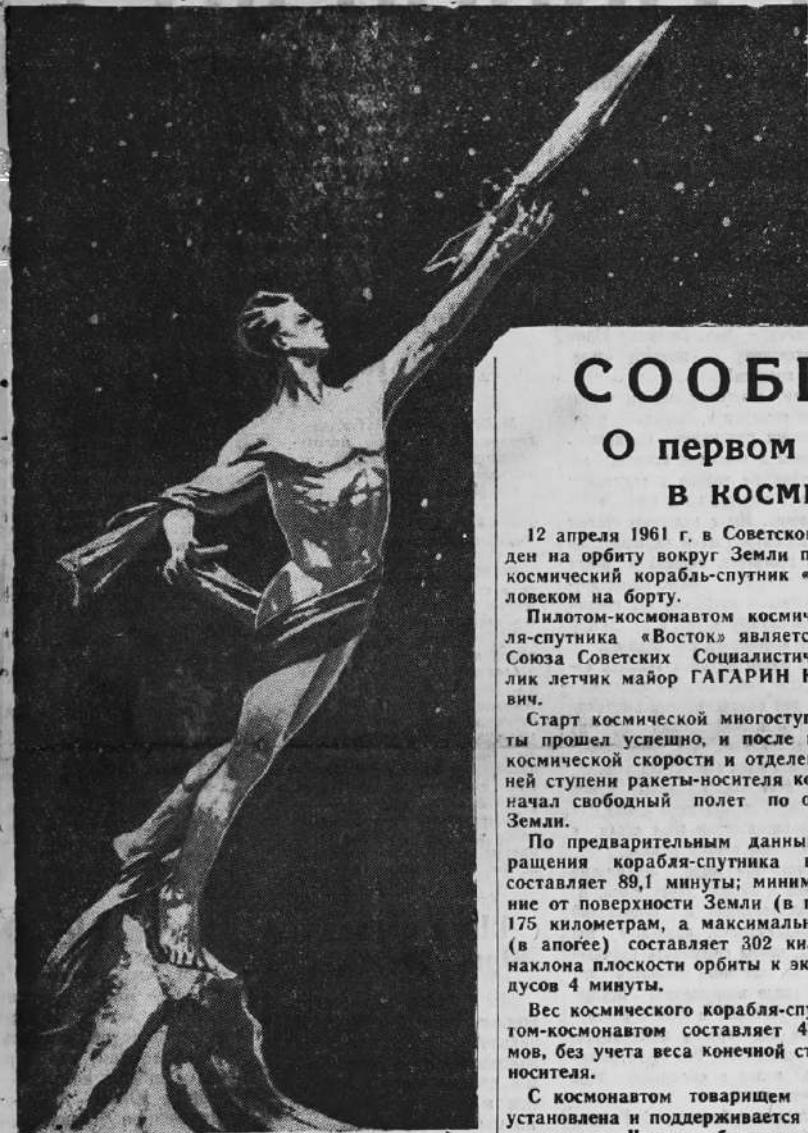 СООБ
О первом
в косм
12 апреля 1961 г. в Советско
ден на орбиту вокруг Земли п
космический корабль-спутник «
ловеком на борту.
Пилотом-космонавтом косми
ля-спутника «Восток» являетс
Союза Советских Социалистич
лик летчик майор ГАГАРИН
вич.
Старт космической многосту
ты прошел успешно, и после
космической скорости и отделе
ней ступени ракеты-носителя к
начал свободный полет по
Земли.
По предварительным данны
ращения корабля-спутника
составляет 89,1 минуты; миним
ние от поверхности Земли (в
175 километрам, а максималь
(в апогее) составляет 302 ки
наклона плоскости орбиты к эк
дусов 4 минуты.
Вес космического корабля-сп
том-космонавтом составляет 4
мов, без учета веса конечной с
носителя.
С космонавтом товарищем
установлена и поддерживается